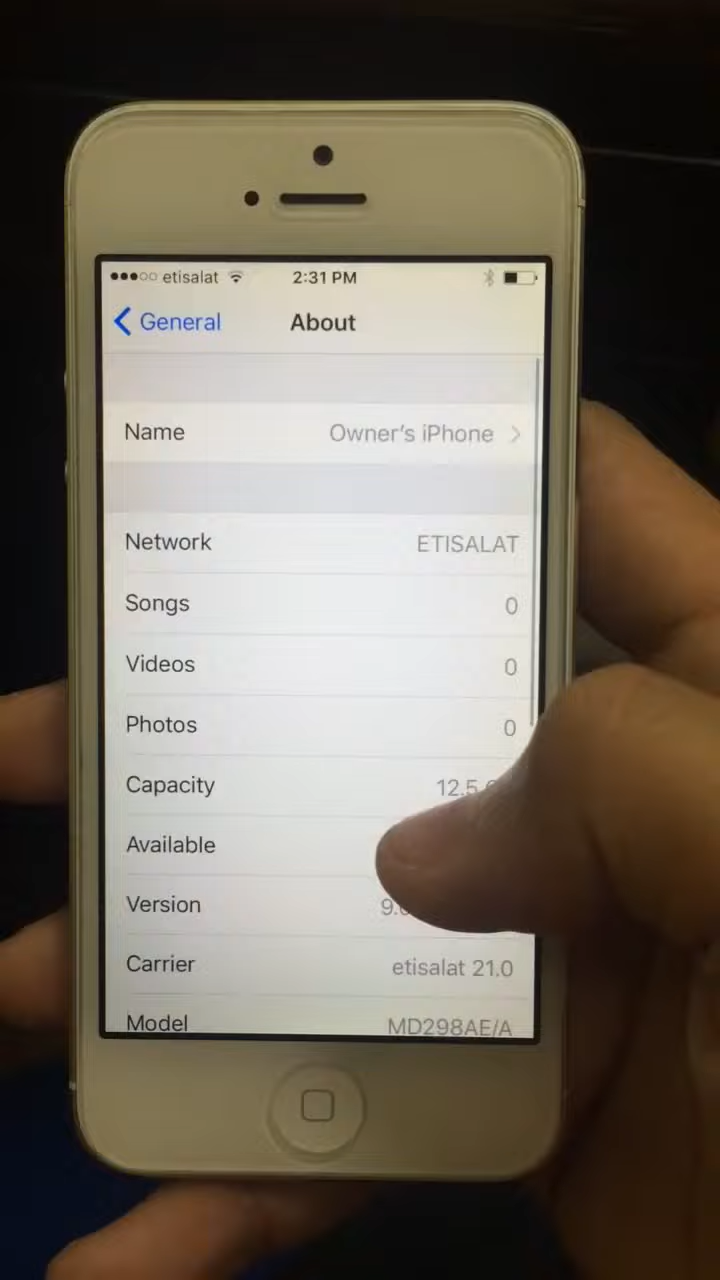 etisalat 2:31 PM
General About
Name Owner's iPhone
Network ETISALAT
Songs 0
Videos 0
Photos 0
Capacity 12.5
Available
Version 9.
Carrier etisalat 21.0
Model MD298AE/A